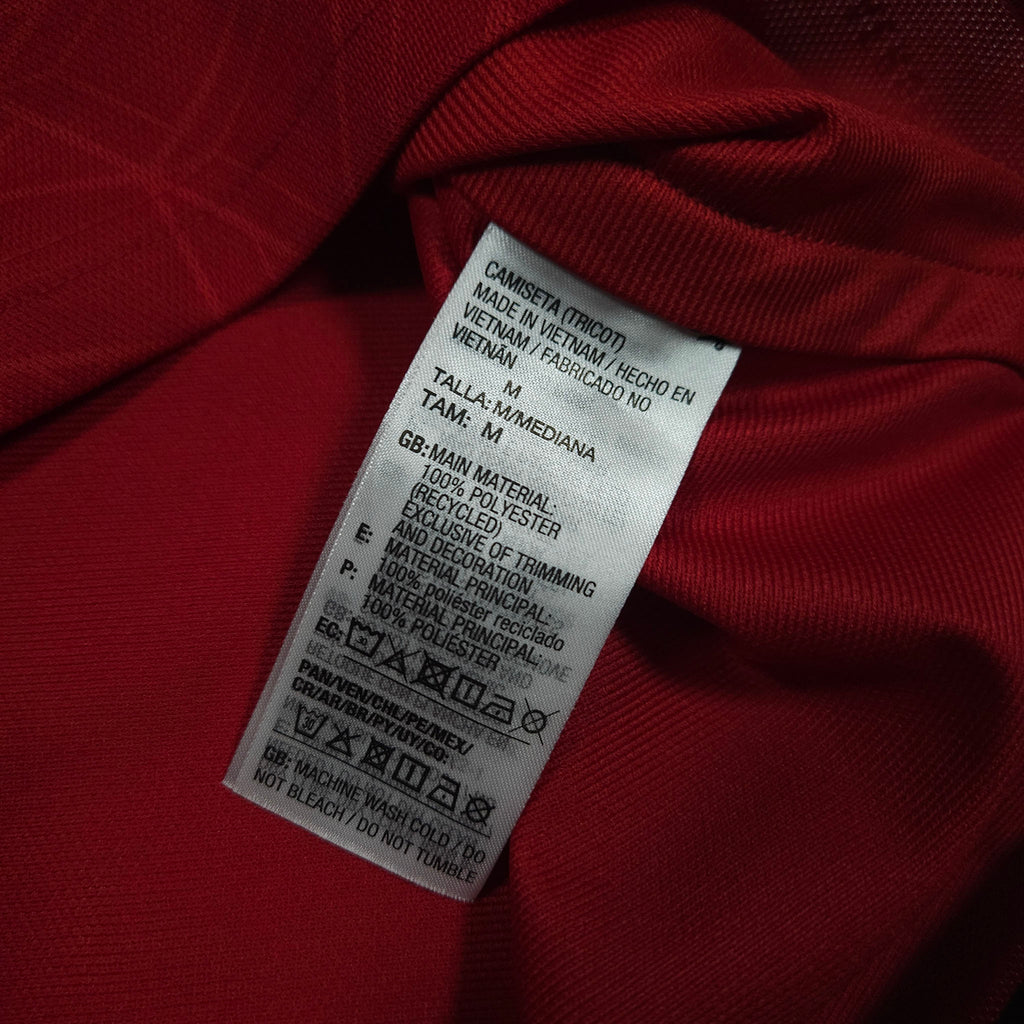 CAMISETA (TRICOT)
MADE IN VIETNAM / HECHO EN
VIETNAM / FABRICADO NO
VIETNÃN
M
TALLA: M/MEDIANA
TAM: M
GB: MAIN MATERIAL:
100% POLYESTER
(RECYCLED)
EXCLUSIVE OF TRIMMING
AND DECORATION
E: MATERIAL PRINCIPAL:
100% poliéster reciclado
P: MATERIAL PRINCIPAL:
100% POLIÉSTER
EC:
PAN/VEN/CHL/PE/MEX/
CR/AR/BR/PY/UY/CO:
GB: MACHINE WASH COLD / DO
NOT BLEACH / DO NOT TUMBLE